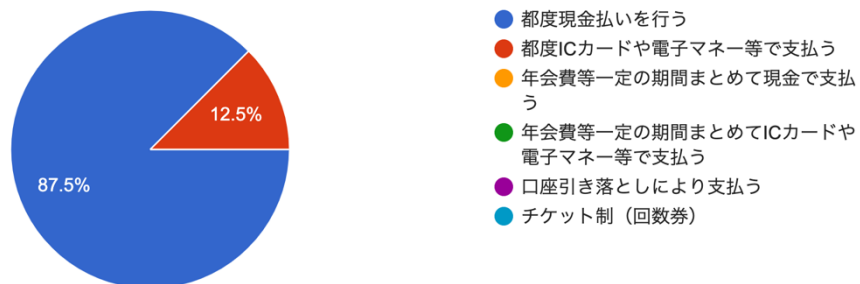 都度現金払いを行う
都度ICカードや電子マネー等で支払う
年会費等一定の期間まとめて現金で支払
う
年会費等一定の期間まとめてICカードや
電子マネー等で支払う
口座引き落としにより支払う
チケット制（回数券）
12.5%
87.5%